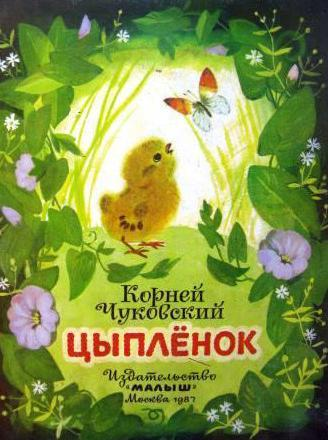 Корней
Чуковский
ЦЫПЛЁНОК
Издательство
«МАЛЫШ»
Москва 1987